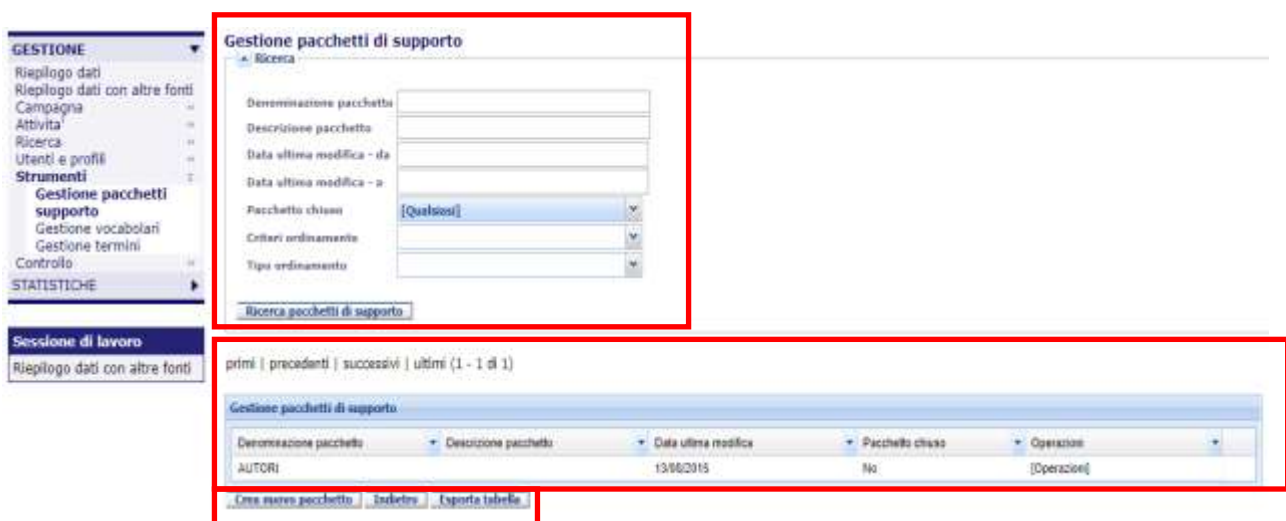 GESTIONE
Riepilogo dati
Riepilogo dati con altre fonti
Campagna
Attivita'
Ricerca
Utenti e profili
Strumenti
Gestione pacchetti
supporto
Gestione vocabolari
Gestione termini
Controllo
STATISTICHE
Sessione di lavoro
Riepilogo dati con altre fonti
Gestione pacchetti di supporto
Ricerca
Denominazione pacchetto
Descrizione pacchetto
Data ultima modifica - da
Data ultima modifica - a
Pacchetto chiuso [Qualsiasi]
Criteri ordinamento
Tipo ordinamento
Ricerca pacchetti di supporto
primi | precedenti | successivi | ultimi (1 - 1 di 1)
Gestione pacchetti di supporto
Denominazione pacchetto Descrizione pacchetto Data ultima modifica Pacchetto chiuso Operazioni
AUTORI 13/08/2015 No [Operazioni]
Crea nuovo pacchetto Indietro Esporta tabella